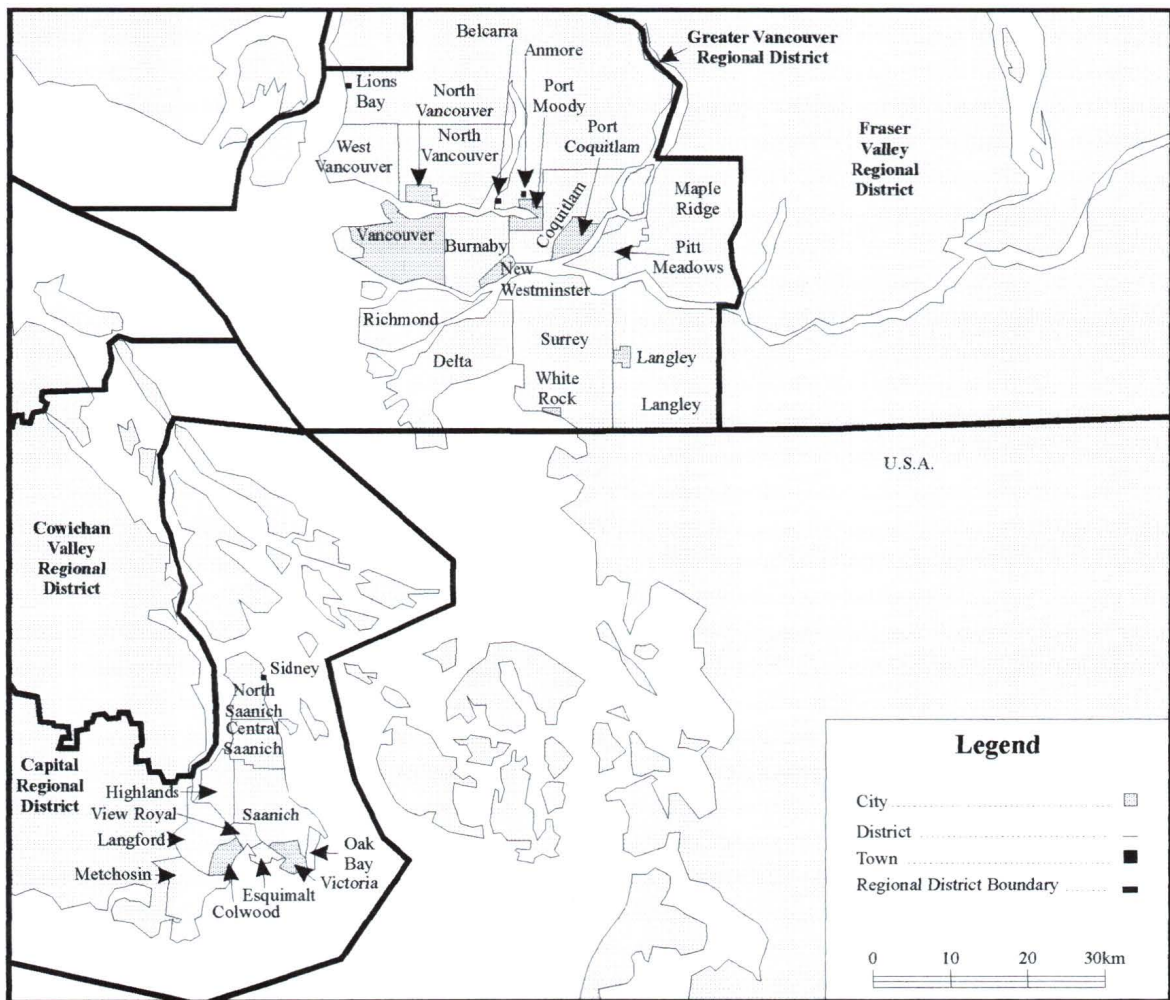 Belcarra
Anmore
Greater Vancouver
Regional District
Lions
Bay
North
Vancouver
Port
Moody
Port
Coquitlam
Fraser
Valley
Regional
District
West
Vancouver
North
Vancouver
Maple
Ridge
Coquitlam
Vancouver
Burnaby
Pitt
Meadows
New
Westminster
Richmond
Surrey
Delta
Langley
White
Rock
Langley
U.S.A.
Cowichan
Valley
Regional
District
Sidney
North
Saanich
Central
Saanich
Capital
Regional
District
Highlands
View Royal
Saanich
Langford
Oak
Bay
Metchosin
Victoria
Esquimalt
Colwood
Legend
City
District
Town
Regional District Boundary
0 10 20 30km